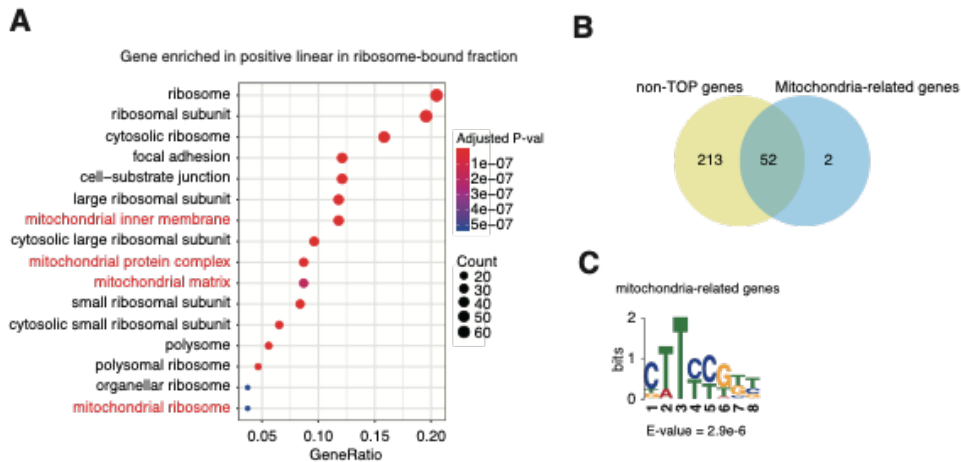 A
Gene enriched in positive linear in ribosome-bound fraction
ribosome
ribosomal subunit
cytosolic ribosome
focal adhesion
cell−substrate junction
large ribosomal subunit
mitochondrial inner membrane
cytosolic large ribosomal subunit
mitochondrial protein complex
mitochondrial matrix
small ribosomal subunit
cytosolic small ribosomal subunit
polysome
polysomal ribosome
organellar ribosome
mitochondrial ribosome
0.05 0.10 0.15 0.20
GeneRatio
Adjusted P-val
1e−07
2e−07
3e−07
4e−07
5e−07
Count
20
30
40
50
60
B
non-TOP genes Mitochondria-related genes
213 52 2
C
mitochondria-related genes
2
1
0
bits
C T T C C G T T
A T T T G C
1 2 3 4 5 6 7 8
E-value = 2.9e-6